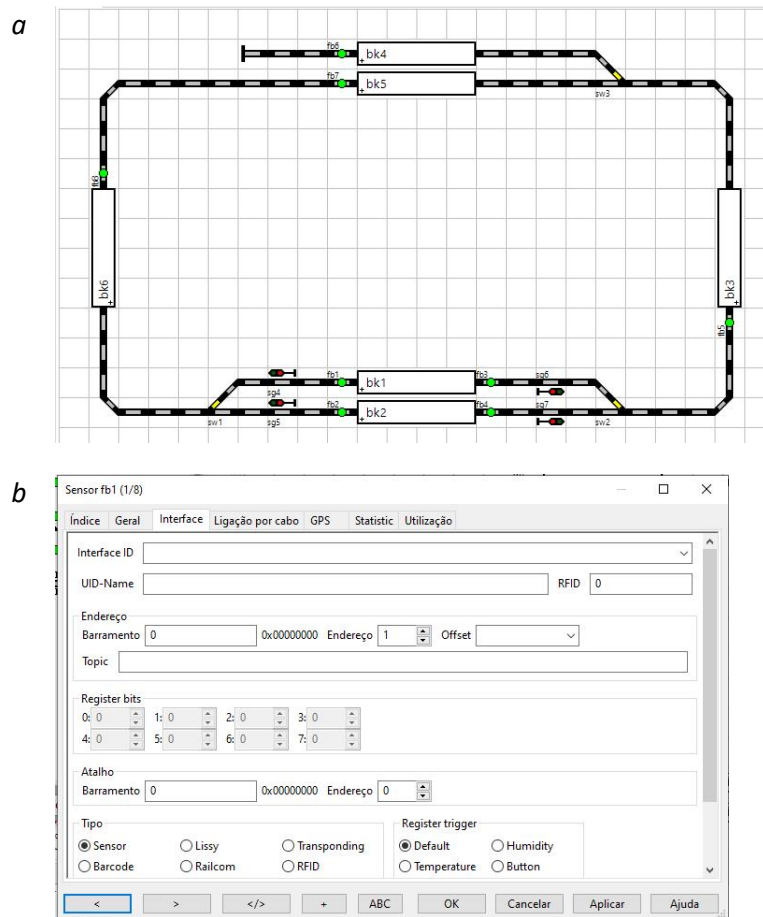 a
fb6
bk4
+
fb7
bk5
+
sw3
fb8
bk6
+
bk3
+
fb5
fb1
bk1
+
fb3
sg6
sg4
fb2
bk2
+
fb4
sg7
sw1
sg5
sw2
b
Sensor fb1 (1/8)
Índice Geral Interface Ligação por cabo GPS Statistic Utilização
Interface ID
UID-Name RFID 0
Endereço
Barramento 0 0x00000000 Endereço 1 Offset
Topic
Register bits
0: 0 1: 0 2: 0 3: 0
4: 0 5: 0 6: 0 7: 0
Atalho
Barramento 0 0x00000000 Endereço 0
Tipo Register trigger
Sensor Lissy Transponding Default Humidity
Barcode Railcom RFID Temperature Button
< > </> + ABC OK Cancelar Aplicar Ajuda